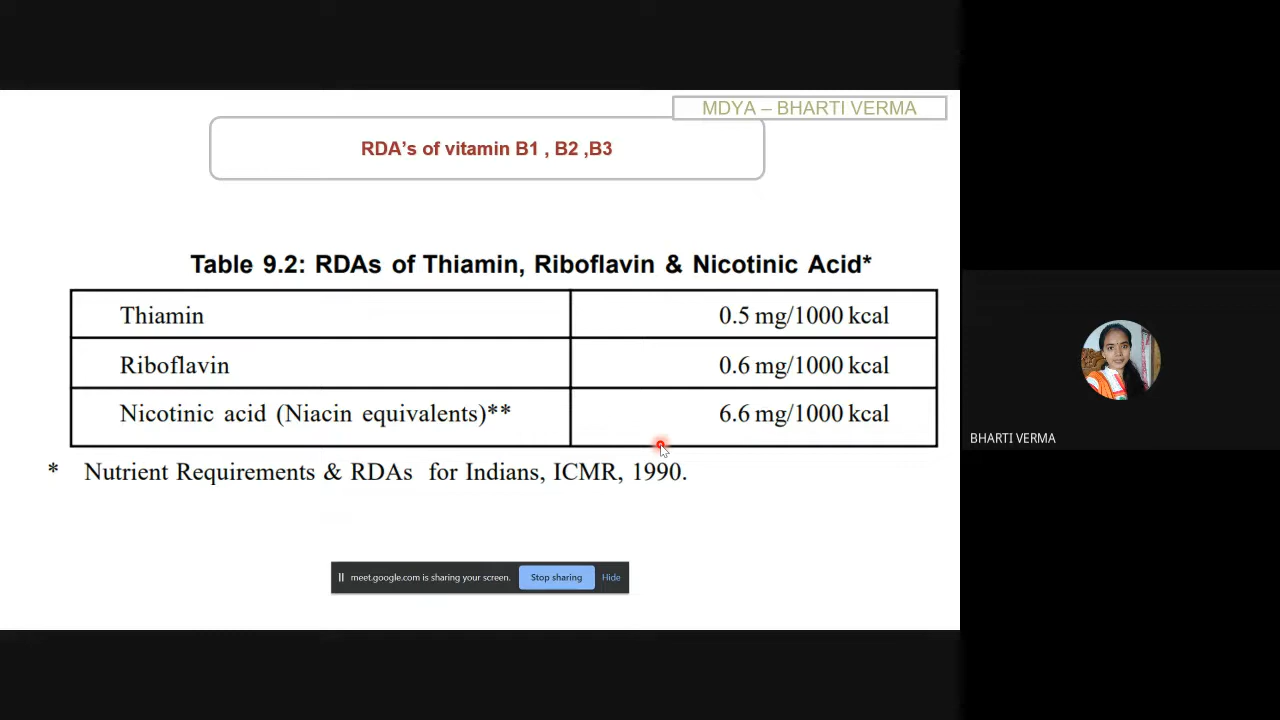 MDYA – BHARTI VERMA
RDA's of vitamin B1 , B2 ,B3
Table 9.2: RDAs of Thiamin, Riboflavin & Nicotinic Acid*
Thiamin 0.5 mg/1000 kcal
Riboflavin 0.6 mg/1000 kcal
Nicotinic acid (Niacin equivalents)** 6.6 mg/1000 kcal
* Nutrient Requirements & RDAs for Indians, ICMR, 1990.
BHARTI VERMA
meet.google.com is sharing your screen. Stop sharing Hide